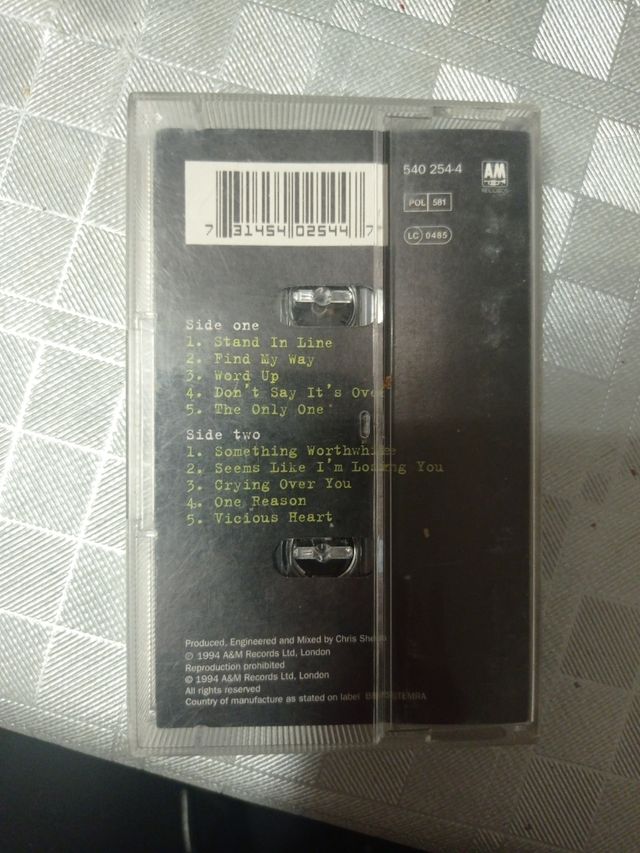 540 254-4
AM
RECORDS
POL 581
LC 0485
7 31454 02544 7
Side one
1. Stand In Line
2. Find My Way
3. Word Up
4. Don't Say It's Over
5. The Only One
Side two
1. Something Worthwhile
2. Seems Like I'm Losing You
3. Crying Over You
4. One Reason
5. Vicious Heart
Produced, Engineered and Mixed by Chris
℗ 1994 A&M Records Ltd, London
Reproduction prohibited
© 1994 A&M Records Ltd, London
All rights reserved
Country of manufacture as stated on label BIEM/STEMRA